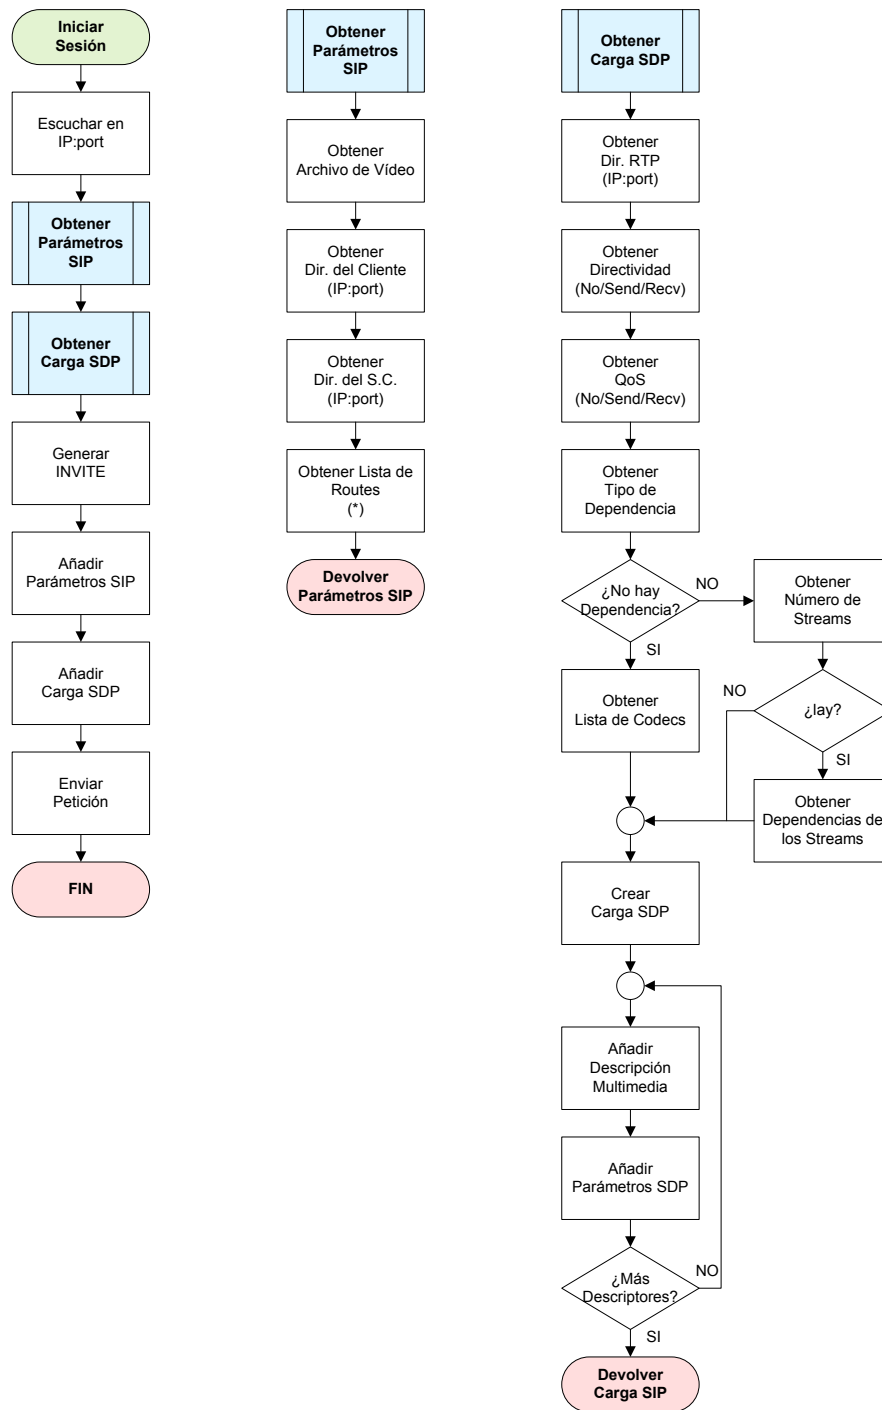 Iniciar
Sesión
Escuchar en
IP:port
Obtener
Parámetros
SIP
Obtener
Carga SDP
Generar
INVITE
Añadir
Parámetros SIP
Añadir
Carga SDP
Enviar
Petición
FIN
Obtener
Parámetros
SIP
Obtener
Archivo de Vídeo
Obtener
Dir. del Cliente
(IP:port)
Obtener
Dir. del S.C.
(IP:port)
Obtener Lista de
Routes
(*)
Devolver
Parámetros SIP
Obtener
Carga SDP
Obtener
Dir. RTP
(IP:port)
Obtener
Directividad
(No/Send/Recv)
Obtener
QoS
(No/Send/Recv)
Obtener
Tipo de
Dependencia
¿No hay
Dependencia?
NO
SI
Obtener
Número de
Streams
¿lay?
NO
SI
Obtener
Dependencias de
los Streams
Obtener
Lista de Codecs
Crear
Carga SDP
Añadir
Descripción
Multimedia
Añadir
Parámetros SDP
¿Más
Descriptores?
NO
SI
Devolver
Carga SIP